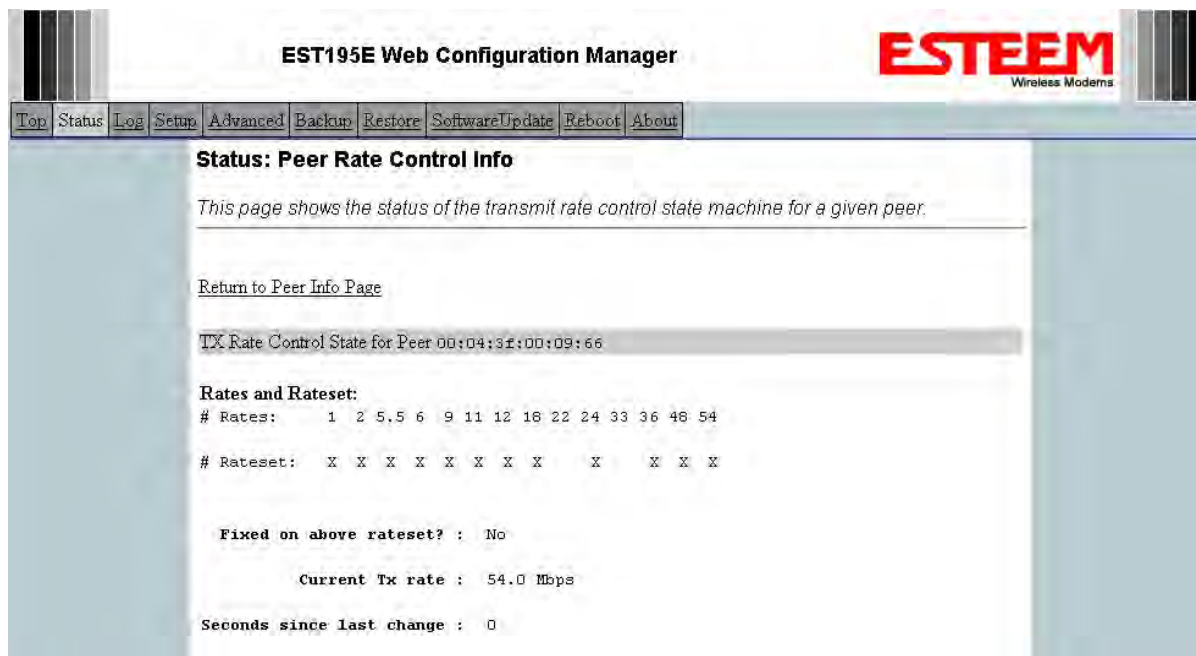 EST195E Web Configuration Manager
ESTEEM
Wireless Modems
Top Status Log Setup Advanced Backup Restore SoftwareUpdate Reboot About
Status: Peer Rate Control Info
This page shows the status of the transmit rate control state machine for a given peer.
Return to Peer Info Page
TX Rate Control State for Peer 00:04:3f:00:09:66
Rates and Rateset:
# Rates: 1 2 5.5 6 9 11 12 18 22 24 33 36 48 54
# Rateset: X X X X X X X X X X X X
Fixed on above rateset? : No
Current Tx rate : 54.0 Mbps
Seconds since last change : 0